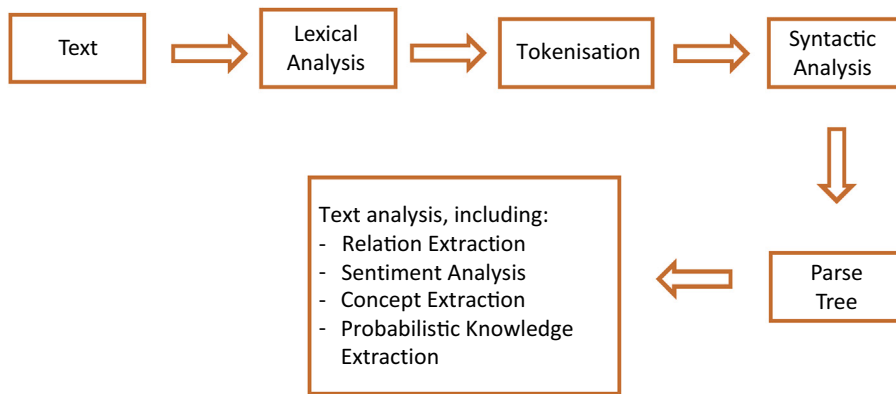 Text
Lexical
Analysis
Tokenisation
Syntactic
Analysis
Parse
Tree
Text analysis, including:
- Relation Extraction
- Sentiment Analysis
- Concept Extraction
- Probabilistic Knowledge
Extraction